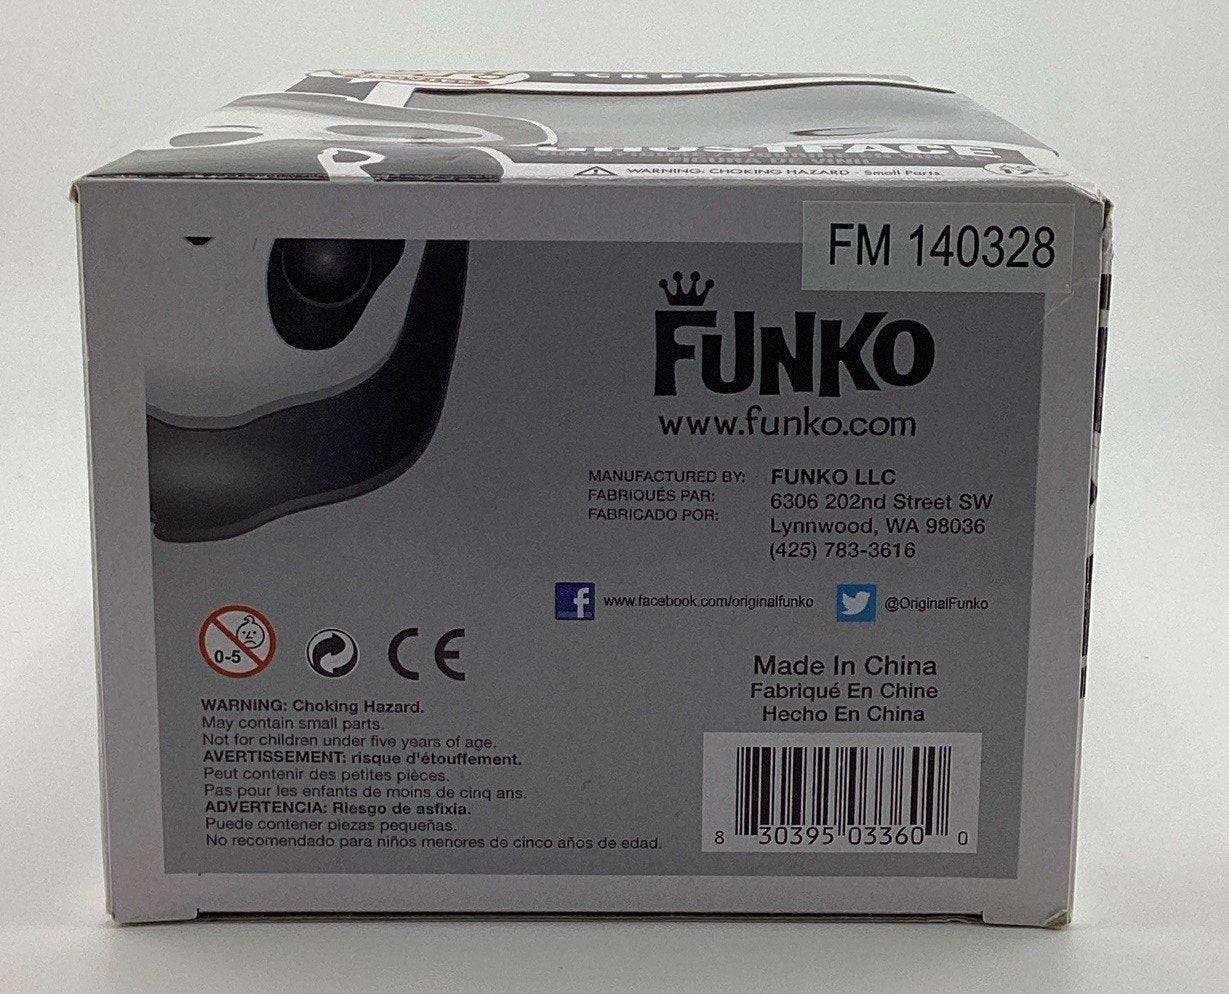 SCREAM
GHOSTFACE
WARNING: CHOKING HAZARD - Small Parts.
FM 140328
FUNKO
www.funko.com
MANUFACTURED BY: FUNKO LLC
FABRIQUÉS PAR: 6306 202nd Street SW
FABRICADO POR: Lynnwood, WA 98036
(425) 783-3616
f www.facebook.com/originalfunko @OriginalFunko
0-5 CE
Made In China
Fabriqué En Chine
Hecho En China
WARNING: Choking Hazard.
May contain small parts.
Not for children under five years of age.
AVERTISSEMENT: risque d'étouffement.
Peut contenir des petites pièces.
Pas pour les enfants de moins de cinq ans.
ADVERTENCIA: Riesgo de asfixia.
Puede contener piezas pequeñas.
No recomendado para niños menores de cinco años de edad.
8 30395 03360 0